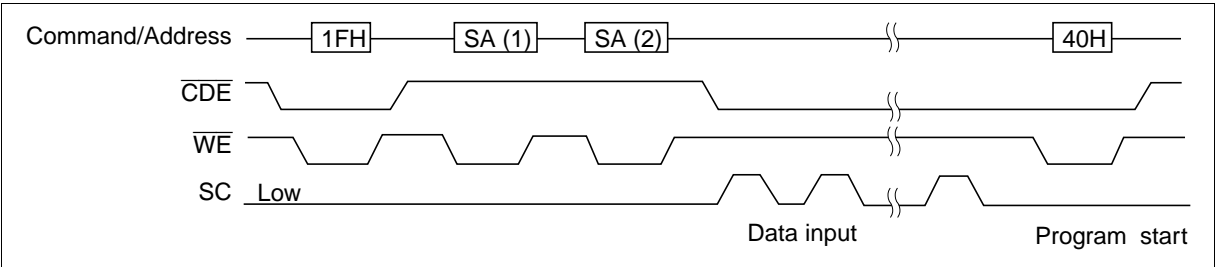 Command/Address 1FH SA (1) SA (2) 40H
CDE
WE
SC Low
Data input Program start